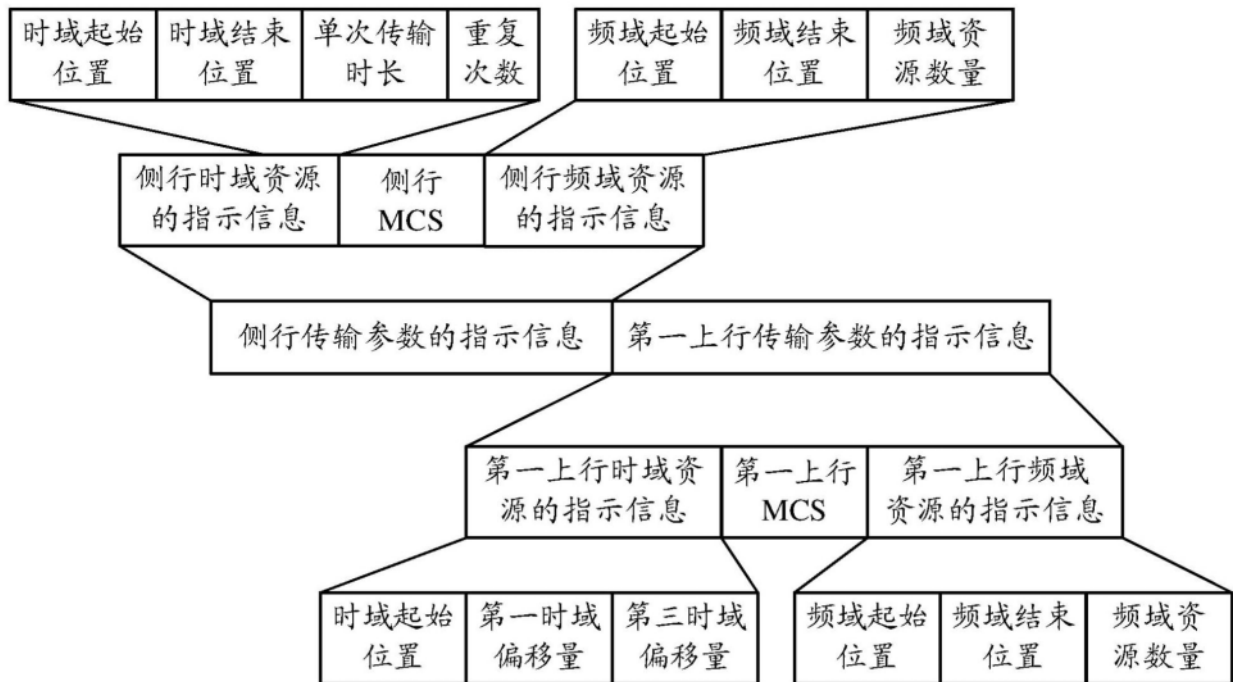 时域起始
位置
时域结束
位置
单次传输
时长
重复
次数
频域起始
位置
频域结束
位置
频域资
源数量
侧行时域资源
的指示信息
侧行
MCS
侧行频域资源
的指示信息
侧行传输参数的指示信息
第一上行传输参数的指示信息
第一上行时域资
源的指示信息
第一上行
MCS
第一上行频域
资源的指示信息
时域起始
位置
第一时域
偏移量
第三时域
偏移量
频域起始
位置
频域结束
位置
频域资
源数量